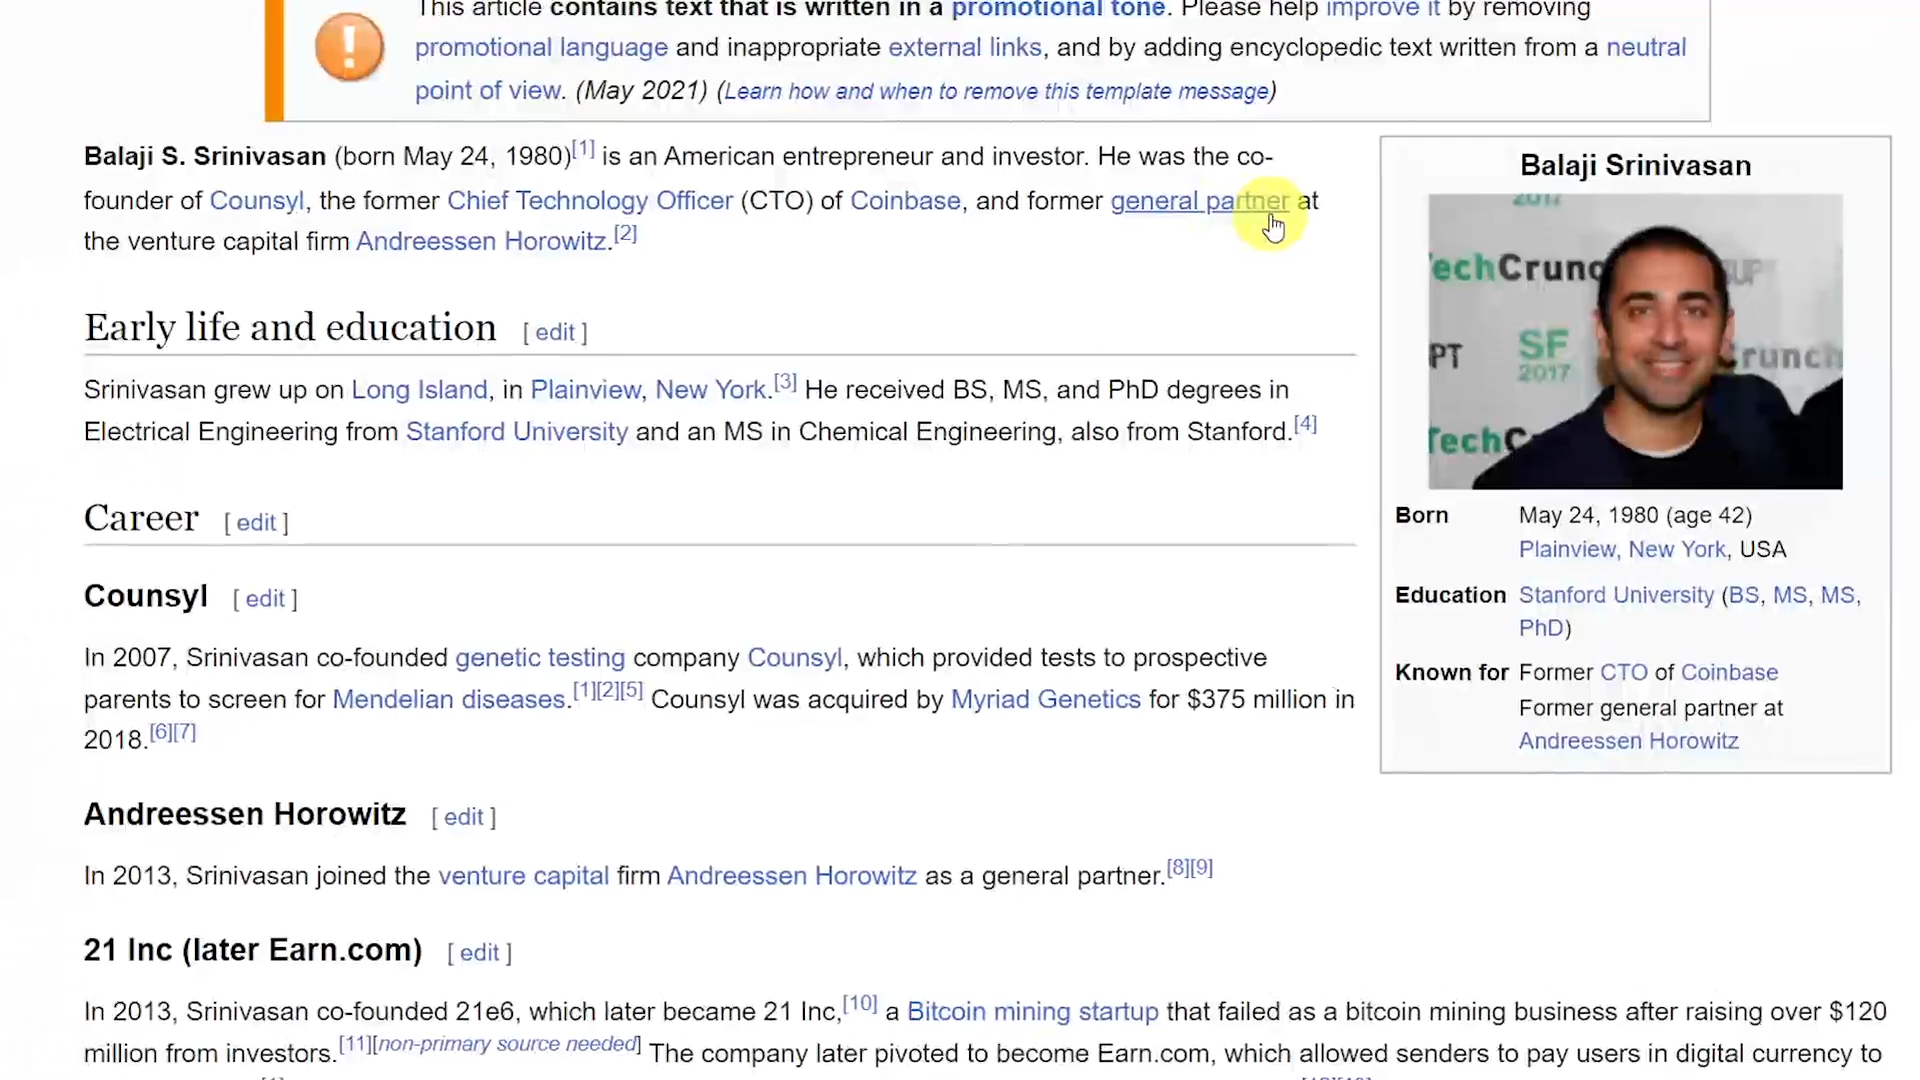 This article contains text that is written in a promotional tone. Please help improve it by removing
promotional language and inappropriate external links, and by adding encyclopedic text written from a neutral
point of view. (May 2021) (Learn how and when to remove this template message)
Balaji S. Srinivasan (born May 24, 1980)[1] is an American entrepreneur and investor. He was the co-
founder of Counsyl, the former Chief Technology Officer (CTO) of Coinbase, and former general partner at
the venture capital firm Andreessen Horowitz.[2]
Early life and education [ edit ]
Srinivasan grew up on Long Island, in Plainview, New York.[3] He received BS, MS, and PhD degrees in
Electrical Engineering from Stanford University and an MS in Chemical Engineering, also from Stanford.[4]
Career [ edit ]
Counsyl [ edit ]
In 2007, Srinivasan co-founded genetic testing company Counsyl, which provided tests to prospective
parents to screen for Mendelian diseases.[1][2][5] Counsyl was acquired by Myriad Genetics for $375 million in
2018.[6][7]
Andreessen Horowitz [ edit ]
In 2013, Srinivasan joined the venture capital firm Andreessen Horowitz as a general partner.[8][9]
21 Inc (later Earn.com) [ edit ]
In 2013, Srinivasan co-founded 21e6, which later became 21 Inc,[10] a Bitcoin mining startup that failed as a bitcoin mining business after raising over $120
million from investors.[11][non-primary source needed] The company later pivoted to become Earn.com, which allowed senders to pay users in digital currency to
Balaji Srinivasan
2017
echCrunc UPT
PT SF Crunch
2017
TechC
Born May 24, 1980 (age 42)
Plainview, New York, USA
Education Stanford University (BS, MS, MS,
PhD)
Known for Former CTO of Coinbase
Former general partner at
Andreessen Horowitz